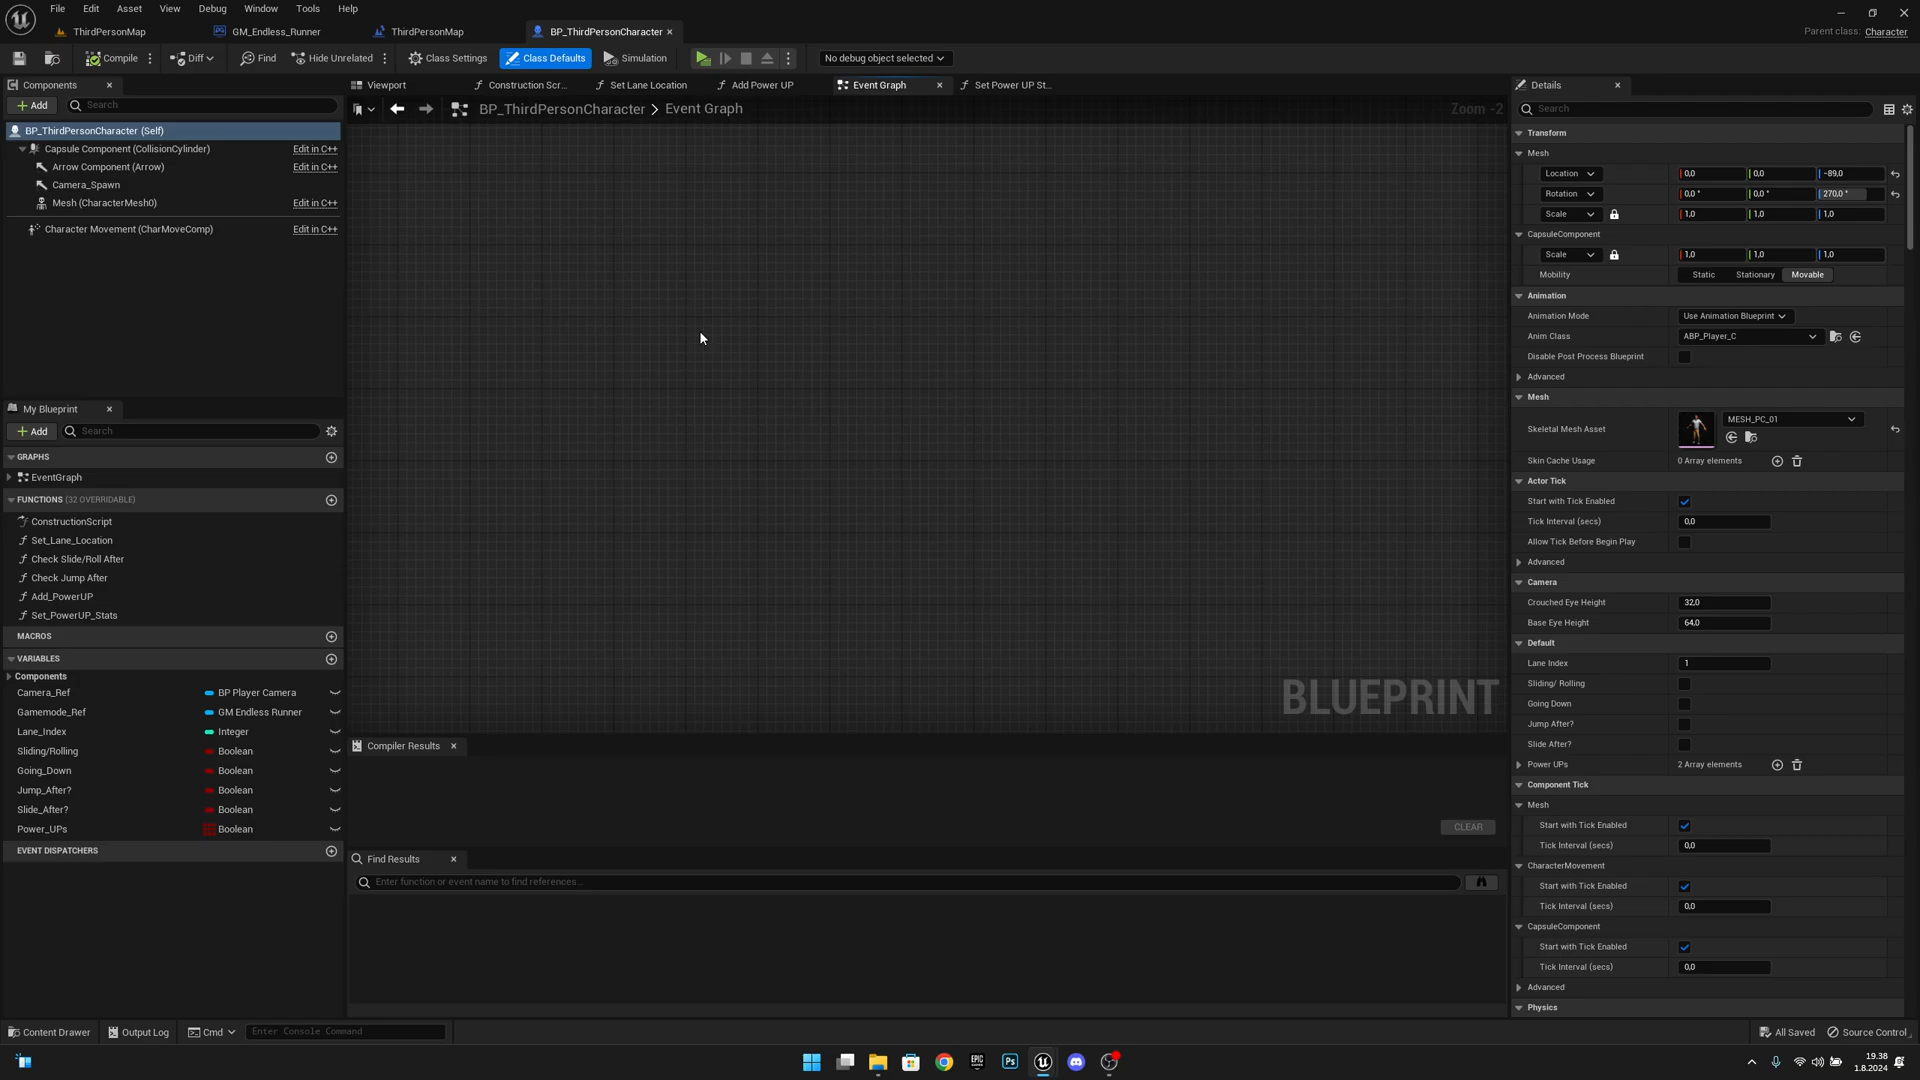 File Edit Asset View Debug Window Tools Help
ThirdPersonMap GM_Endless_Runner ThirdPersonMap BP_ThirdPersonCharacter
Parent class: Character
Compile Diff Find Hide Unrelated Class Settings Class Defaults Simulation No debug object selected
Components
Viewport Construction Scr... Set Lane Location Add Power UP Event Graph Set Power UP St...
Details
Add Search
BP_ThirdPersonCharacter > Event Graph Zoom -2
Search
BP_ThirdPersonCharacter (Self)
Capsule Component (CollisionCylinder) Edit in C++
Arrow Component (Arrow) Edit in C++
Camera_Spawn
Mesh (CharacterMesh0) Edit in C++
Character Movement (CharMoveComp) Edit in C++
My Blueprint
Add Search
GRAPHS
EventGraph
FUNCTIONS (32 OVERRIDABLE)
ConstructionScript
Set_Lane_Location
Check Slide/Roll After
Check Jump After
Add_PowerUP
Set_PowerUP_Stats
MACROS
VARIABLES
Components
Camera_Ref BP Player Camera
Gamemode_Ref GM Endless Runner
Lane_Index Integer
Sliding/Rolling Boolean
Going_Down Boolean
Jump_After? Boolean
Slide_After? Boolean
Power_UPs Boolean
EVENT DISPATCHERS
BLUEPRINT
Compiler Results
CLEAR
Find Results
Enter function or event name to find references...
Transform
Mesh
Location 0,0 0,0 -89,0
Rotation 0,0 ° 0,0 ° 270,0 °
Scale 1,0 1,0 1,0
CapsuleComponent
Scale 1,0 1,0 1,0
Mobility Static Stationary Movable
Animation
Animation Mode Use Animation Blueprint
Anim Class ABP_Player_C
Disable Post Process Blueprint
Advanced
Mesh
Skeletal Mesh Asset MESH_PC_01
Skin Cache Usage 0 Array elements
Actor Tick
Start with Tick Enabled
Tick Interval (secs) 0,0
Allow Tick Before Begin Play
Advanced
Camera
Crouched Eye Height 32,0
Base Eye Height 64,0
Default
Lane Index 1
Sliding/ Rolling
Going Down
Jump After?
Slide After?
Power UPs 2 Array elements
Component Tick
Mesh
Start with Tick Enabled
Tick Interval (secs) 0,0
CharacterMovement
Start with Tick Enabled
Tick Interval (secs) 0,0
CapsuleComponent
Start with Tick Enabled
Tick Interval (secs) 0,0
Advanced
Physics
Content Drawer Output Log Cmd Enter Console Command All Saved Source Control
EPIC GAMES Ps
19.38
1.8.2024